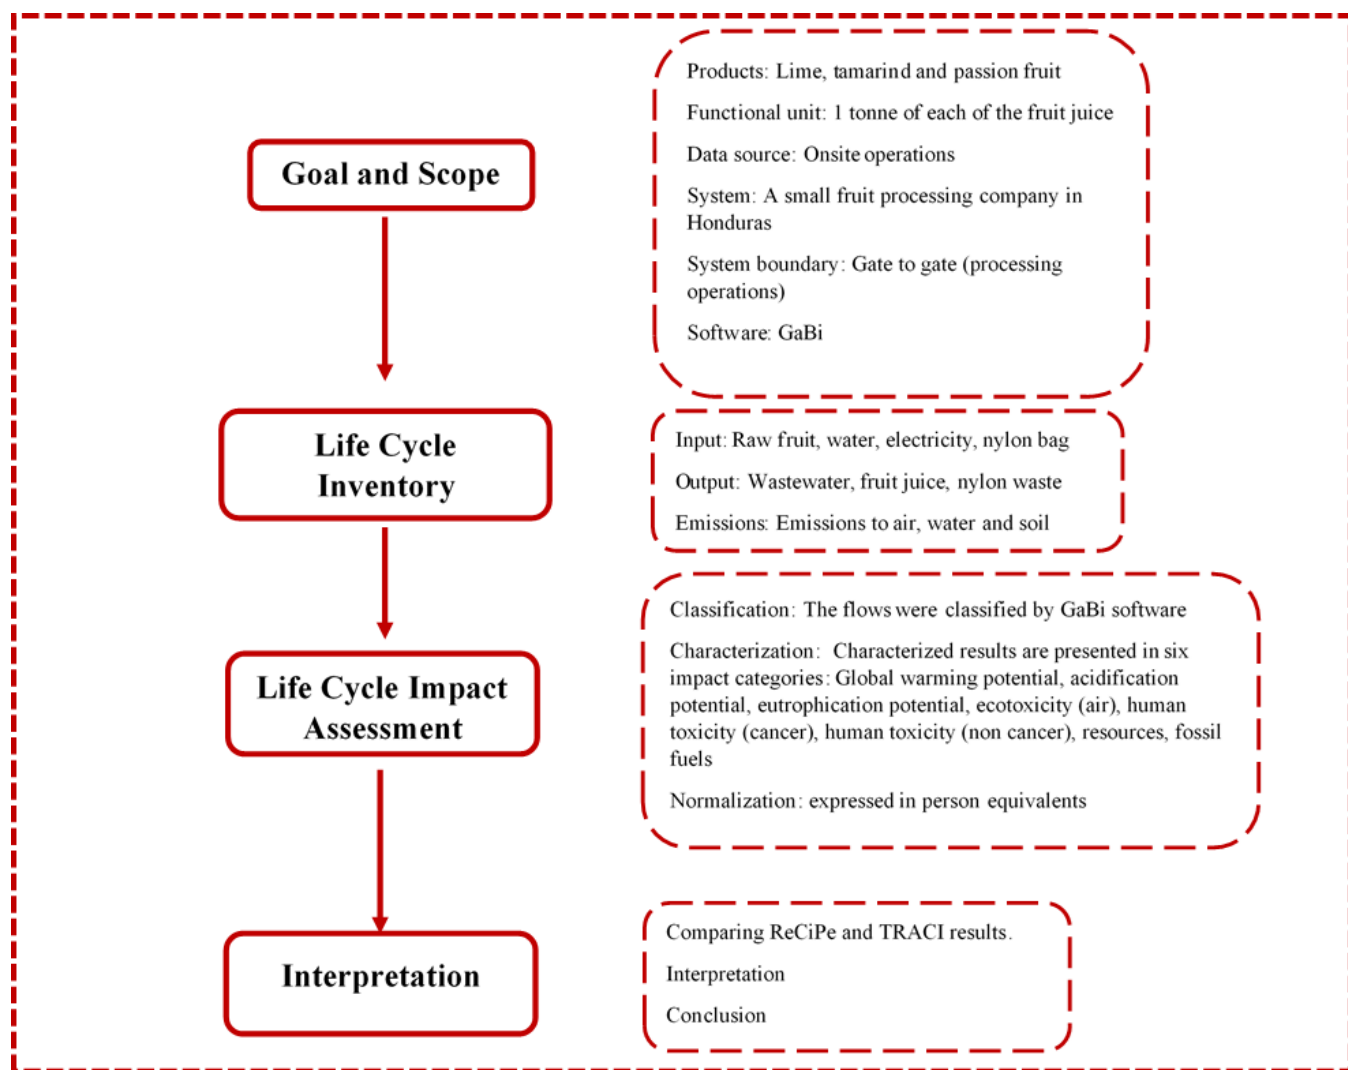 Goal and Scope
Products: Lime, tamarind and passion fruit
Functional unit: 1 tonne of each of the fruit juice
Data source: Onsite operations
System: A small fruit processing company in
Honduras
System boundary: Gate to gate (processing
operations)
Software: GaBi
Life Cycle
Inventory
Input: Raw fruit, water, electricity, nylon bag
Output: Wastewater, fruit juice, nylon waste
Emissions: Emissions to air, water and soil
Life Cycle Impact
Assessment
Classification: The flows were classified by GaBi software
Characterization: Characterized results are presented in six
impact categories: Global warming potential, acidification
potential, eutrophication potential, ecotoxicity (air), human
toxicity (cancer), human toxicity (non cancer), resources, fossil
fuels
Normalization: expressed in person equivalents
Interpretation
Comparing ReCiPe and TRACI results.
Interpretation
Conclusion